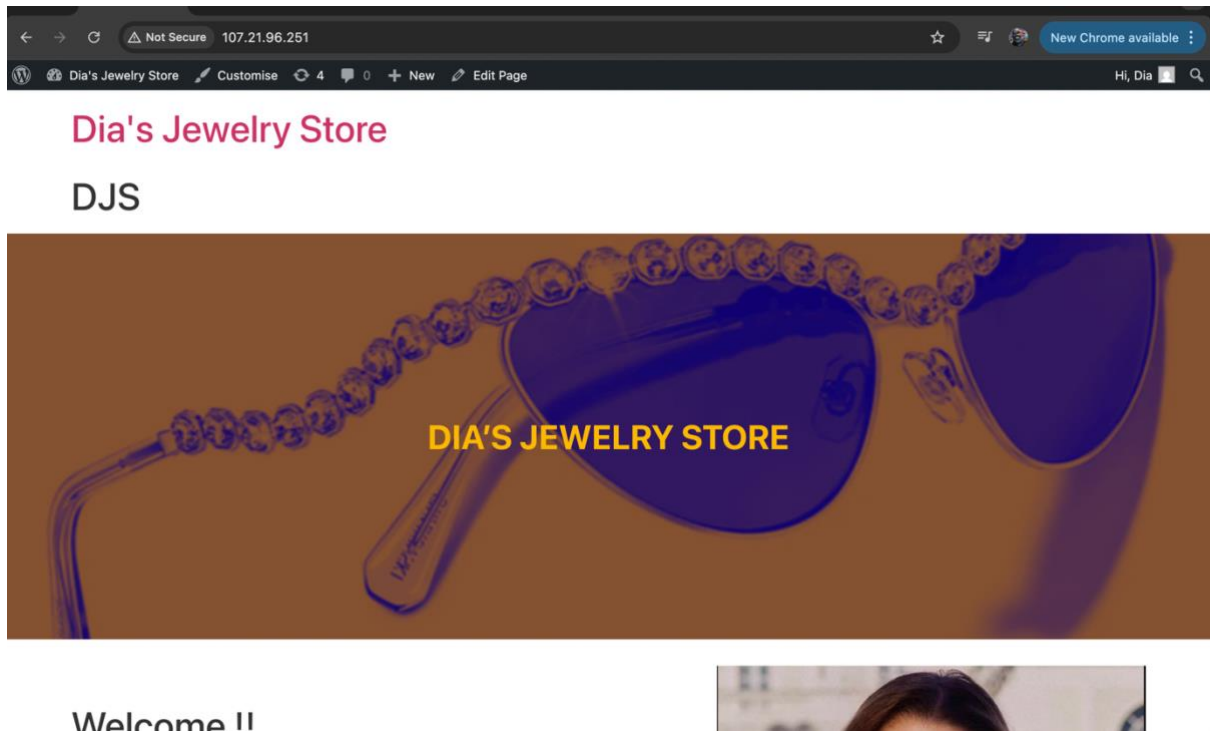 Not Secure 107.21.96.251 New Chrome available
Dia's Jewelry Store Customise 4 0 New Edit Page Hi, Dia
Dia's Jewelry Store
DJS
DIA'S JEWELRY STORE
Welcome !!